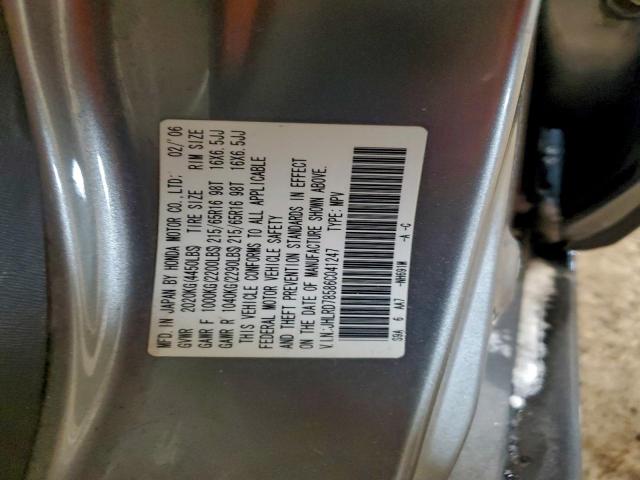 MFD. IN JAPAN BY HONDA MOTOR CO., LTD. 02/'06
GVWR 2020KG(4450LBS) TIRE SIZE RIM SIZE
GAWR F 1000KG(2200LBS) 215/65R16 98T 16X6.5JJ
GAWR R 1040KG(2290LBS) 215/65R16 98T 16X6.5JJ
THIS VEHICLE CONFORMS TO ALL APPLICABLE
FEDERAL MOTOR VEHICLE SAFETY
AND THEFT PREVENTION STANDARDS IN EFFECT
ON THE DATE OF MANUFACTURE SHOWN ABOVE.
V.I.N:JHLRD78586C041247 TYPE: MPV
S9A 6 AA7 -NH691M -A -C